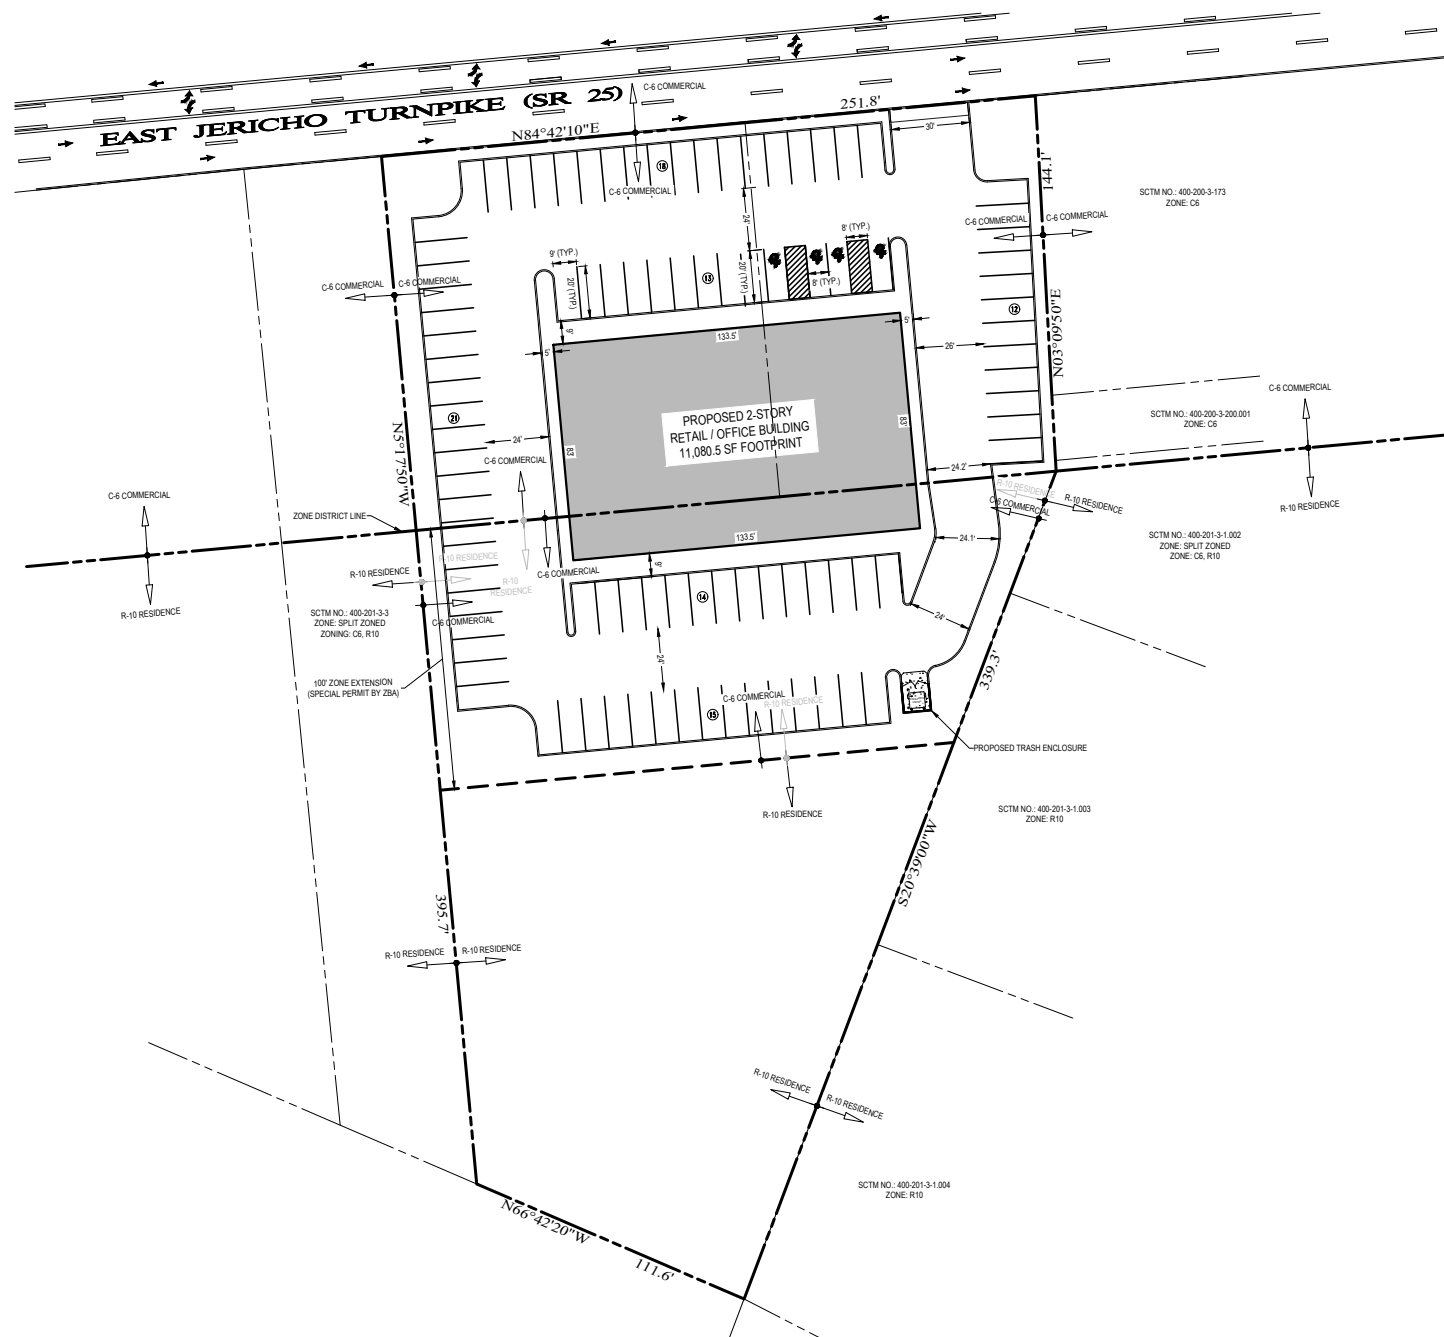 EAST JERICHO TURNPIKE (SR 25)
C-6 COMMERCIAL
251.8'
N84°42'10"E
30'
18
C-6 COMMERCIAL
144.1'
SCTM NO.: 400-200-3-173
ZONE: C6
C-6 COMMERCIAL
C-6 COMMERCIAL
24'
8' (TYP.)
9' (TYP.)
C-6 COMMERCIAL
C-6 COMMERCIAL
20' (TYP.)
13
20' (TYP.)
8' (TYP.)
12
N03°09'50"E
9'
5'
133.5'
5'
26'
C-6 COMMERCIAL
PROPOSED 2-STORY
RETAIL / OFFICE BUILDING
11,080.5 SF FOOTPRINT
SCTM NO.: 400-200-3-200.001
ZONE: C6
21
83'
83'
24'
N5°17'50"W
C-6 COMMERCIAL
24.2'
C-6 COMMERCIAL
R-10 RESIDENCE
R-10 RESIDENCE
C-6 COMMERCIAL
R-10 RESIDENCE
ZONE DISTRICT LINE
133.5'
24.1'
SCTM NO.: 400-201-3-1.002
ZONE: SPLIT ZONED
ZONE: C6, R10
R-10 RESIDENCE
R-10 RESIDENCE
C-6 COMMERCIAL
R-10
RESIDENCE
9'
R-10 RESIDENCE
SCTM NO.: 400-201-3-3
ZONE: SPLIT ZONED
ZONING: C6, R10
C-6 COMMERCIAL
14
24'
24'
339.3'
100' ZONE EXTENSION
(SPECIAL PERMIT BY ZBA)
C-6 COMMERCIAL
R-10 RESIDENCE
15
PROPOSED TRASH ENCLOSURE
R-10 RESIDENCE
SCTM NO.: 400-201-3-1.003
ZONE: R10
S20°39'00"W
395.7'
R-10 RESIDENCE
R-10 RESIDENCE
R-10 RESIDENCE
R-10 RESIDENCE
SCTM NO.: 400-201-3-1.004
ZONE: R10
N66°42'20"W
111.6'